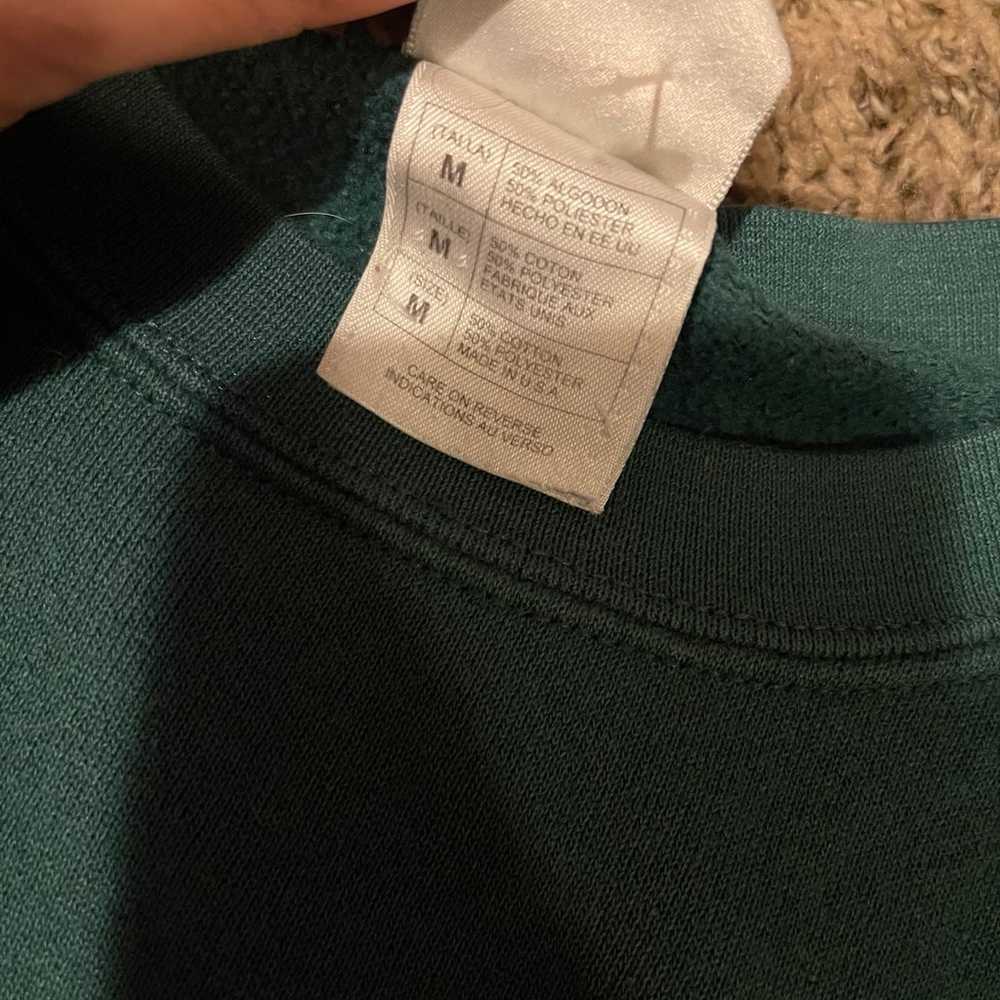 (TALLA)
M
50% ALGODON
50% POLIESTER
HECHO EN EE UU
(TAILLE)
M
50% COTON
50% POLYESTER
FABRIQUE AUX
ETATS UNIS
(SIZE)
M
50% COTTON
50% POLYESTER
MADE IN U.S.A.
CARE ON REVERSE
INDICATIONS AU VERSO